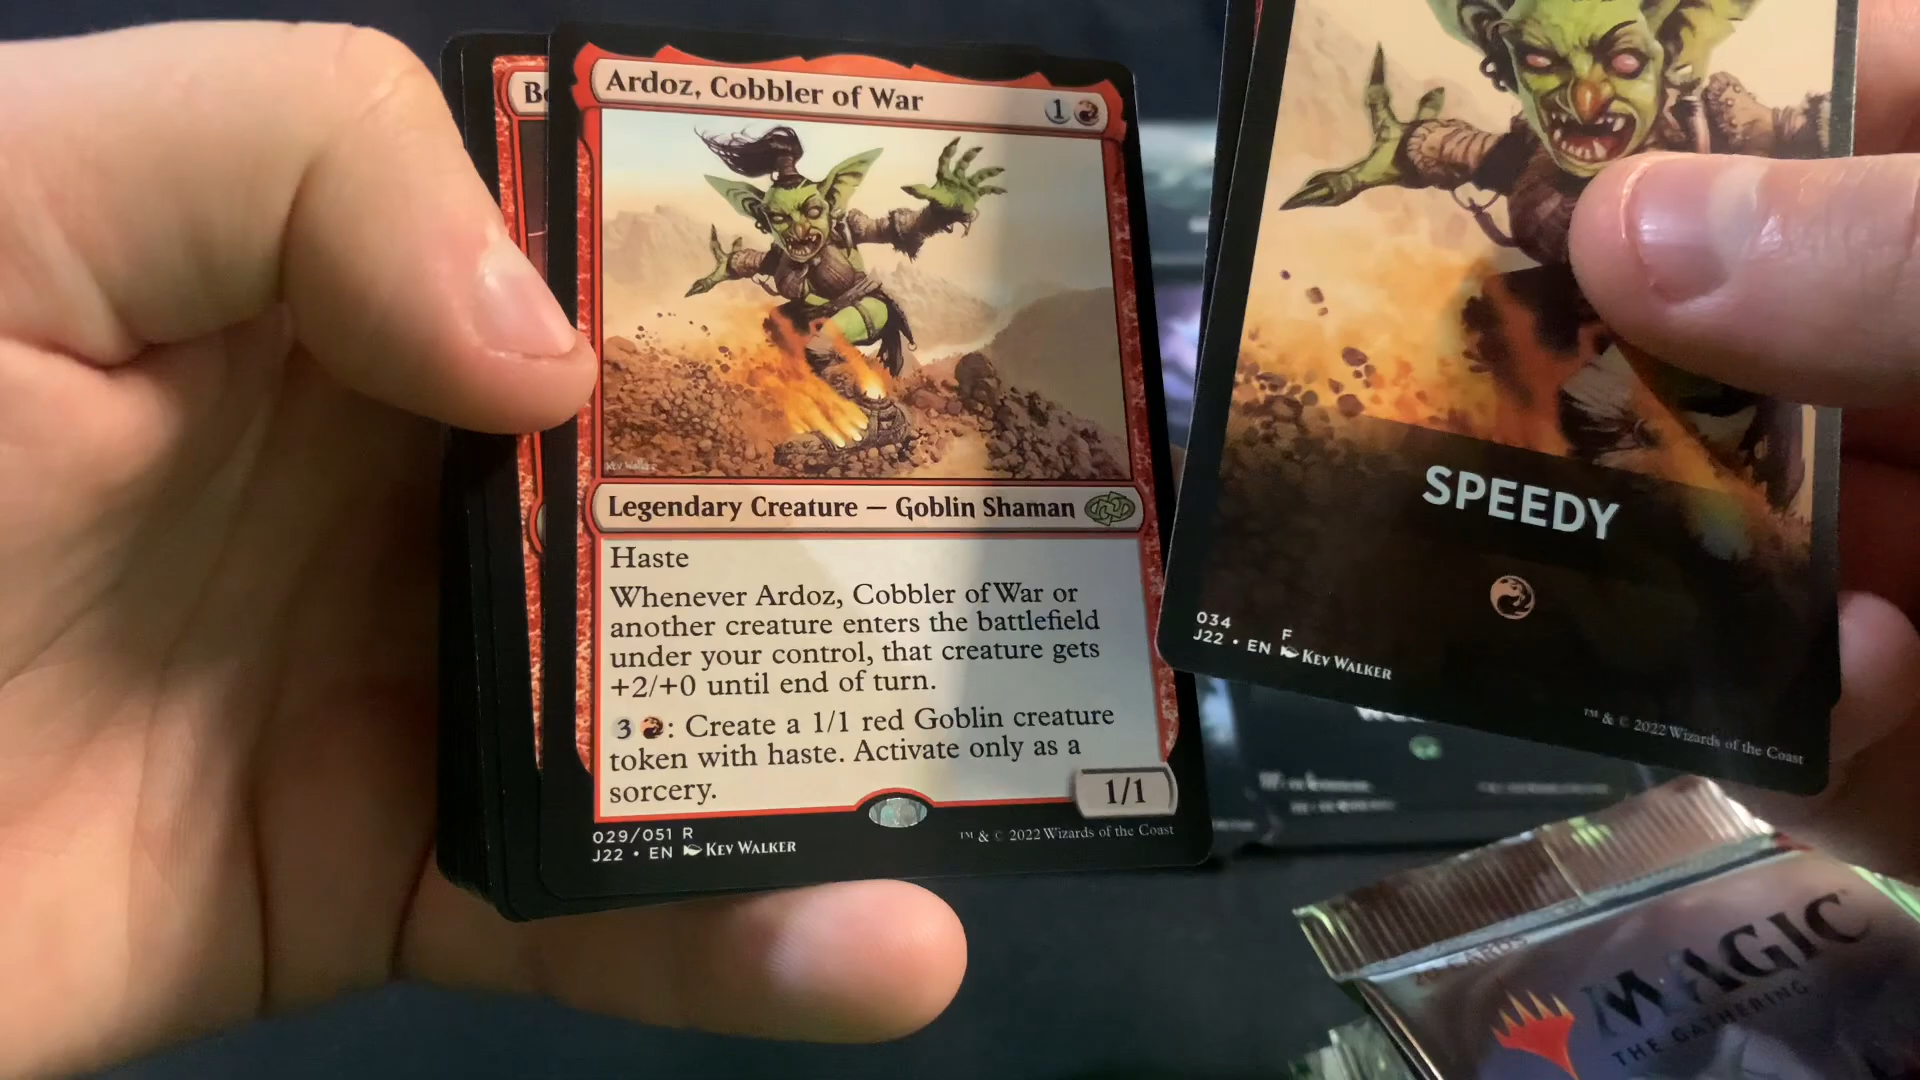 Ardoz, Cobbler of War
1
Kev Walker
Legendary Creature — Goblin Shaman
Haste
Whenever Ardoz, Cobbler of War or
another creature enters the battlefield
under your control, that creature gets
+2/+0 until end of turn.
3 : Create a 1/1 red Goblin creature
token with haste. Activate only as a
sorcery.
1/1
029/051 R
J22 • EN KEV WALKER
™ & © 2022 Wizards of the Coast
SPEEDY
034 F
J22 • EN KEV WALKER
™ & © 2022 Wizards of the Coast
20 CARDS
MAGIC
THE GATHERING